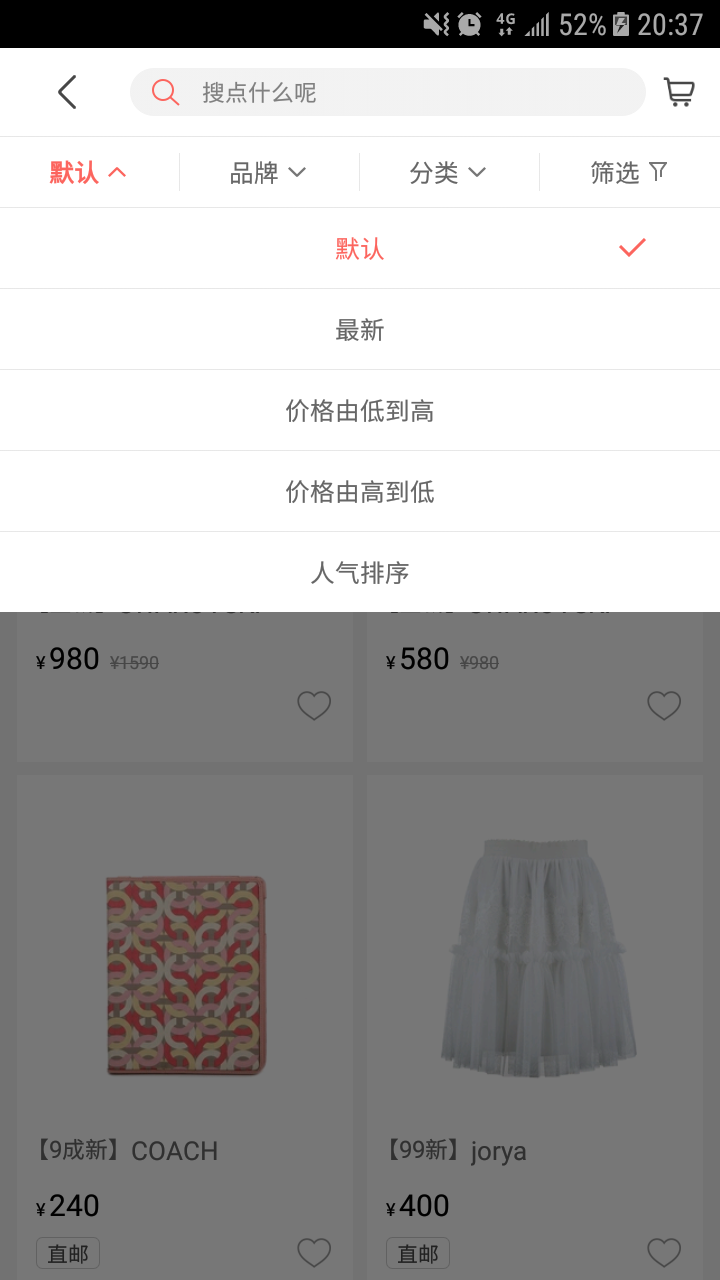 4G 52% 20:37
搜点什么呢
默认 品牌 分类 筛选
默认
最新
价格由低到高
价格由高到低
人气排序
¥980 ¥1590 ¥580 ¥980
【9成新】COACH 【99新】jorya
¥240 ¥400
直邮 直邮